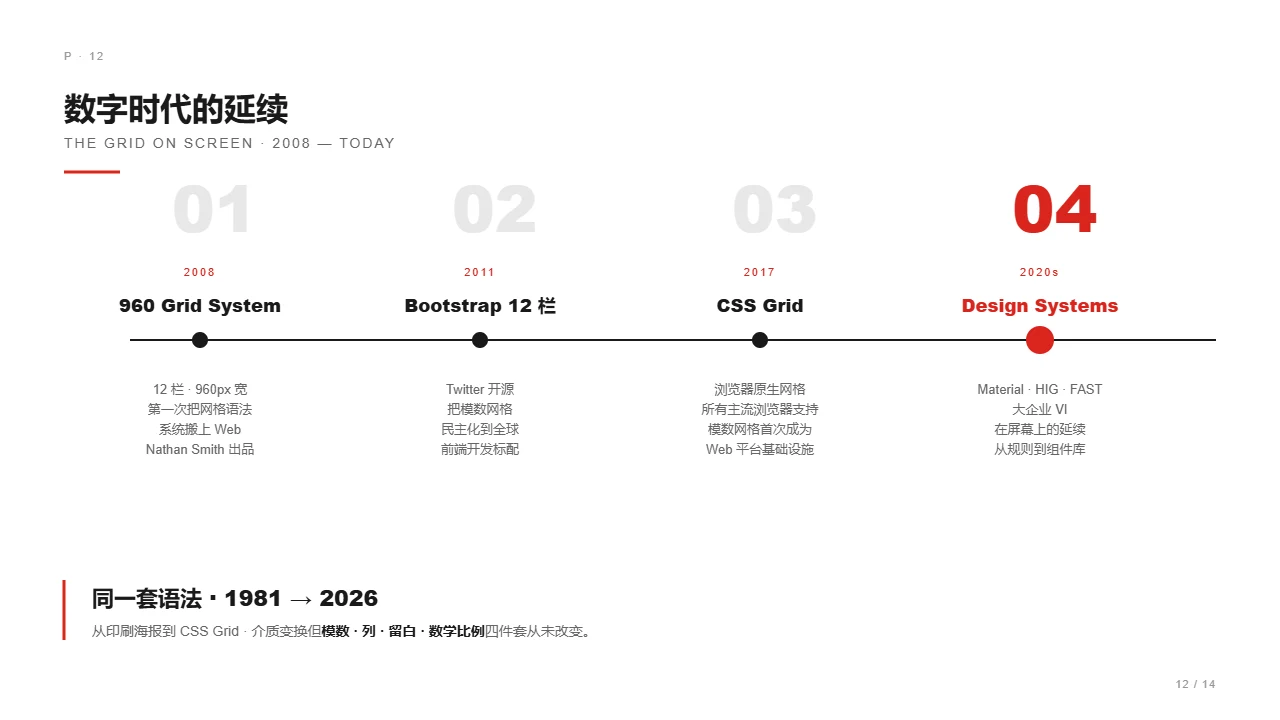 P · 12
数字时代的延续
THE GRID ON SCREEN · 2008 — TODAY
01
2008
960 Grid System
12 栏 · 960px 宽
第一次把网格语法
系统搬上 Web
Nathan Smith 出品
02
2011
Bootstrap 12 栏
Twitter 开源
把模数网格
民主化到全球
前端开发标配
03
2017
CSS Grid
浏览器原生网格
所有主流浏览器支持
模数网格首次成为
Web 平台基础设施
04
2020s
Design Systems
Material · HIG · FAST
大企业 VI
在屏幕上的延续
从规则到组件库
同一套语法 · 1981 → 2026
从印刷海报到 CSS Grid · 介质变换但模数 · 列 · 留白 · 数学比例四件套从未改变。
12 / 14